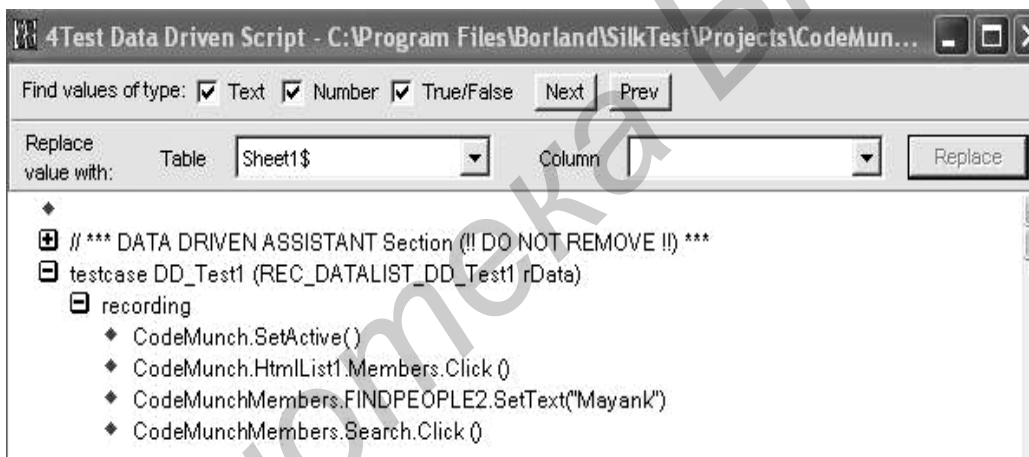 4Test Data Driven Script - C:\Program Files\Borland\SilkTest\Projects\CodeMun...
Find values of type: Text Number True/False Next Prev
Replace value with: Table Sheet1$ Column Replace
// *** DATA DRIVEN ASSISTANT Section (!! DO NOT REMOVE !!) ***
testcase DD_Test1 (REC_DATALIST_DD_Test1 rData)
recording
CodeMunch.SetActive()
CodeMunch.HtmlList1.Members.Click ()
CodeMunchMembers.FINDPEOPLE2.SetText("Mayank")
CodeMunchMembers.Search.Click ()